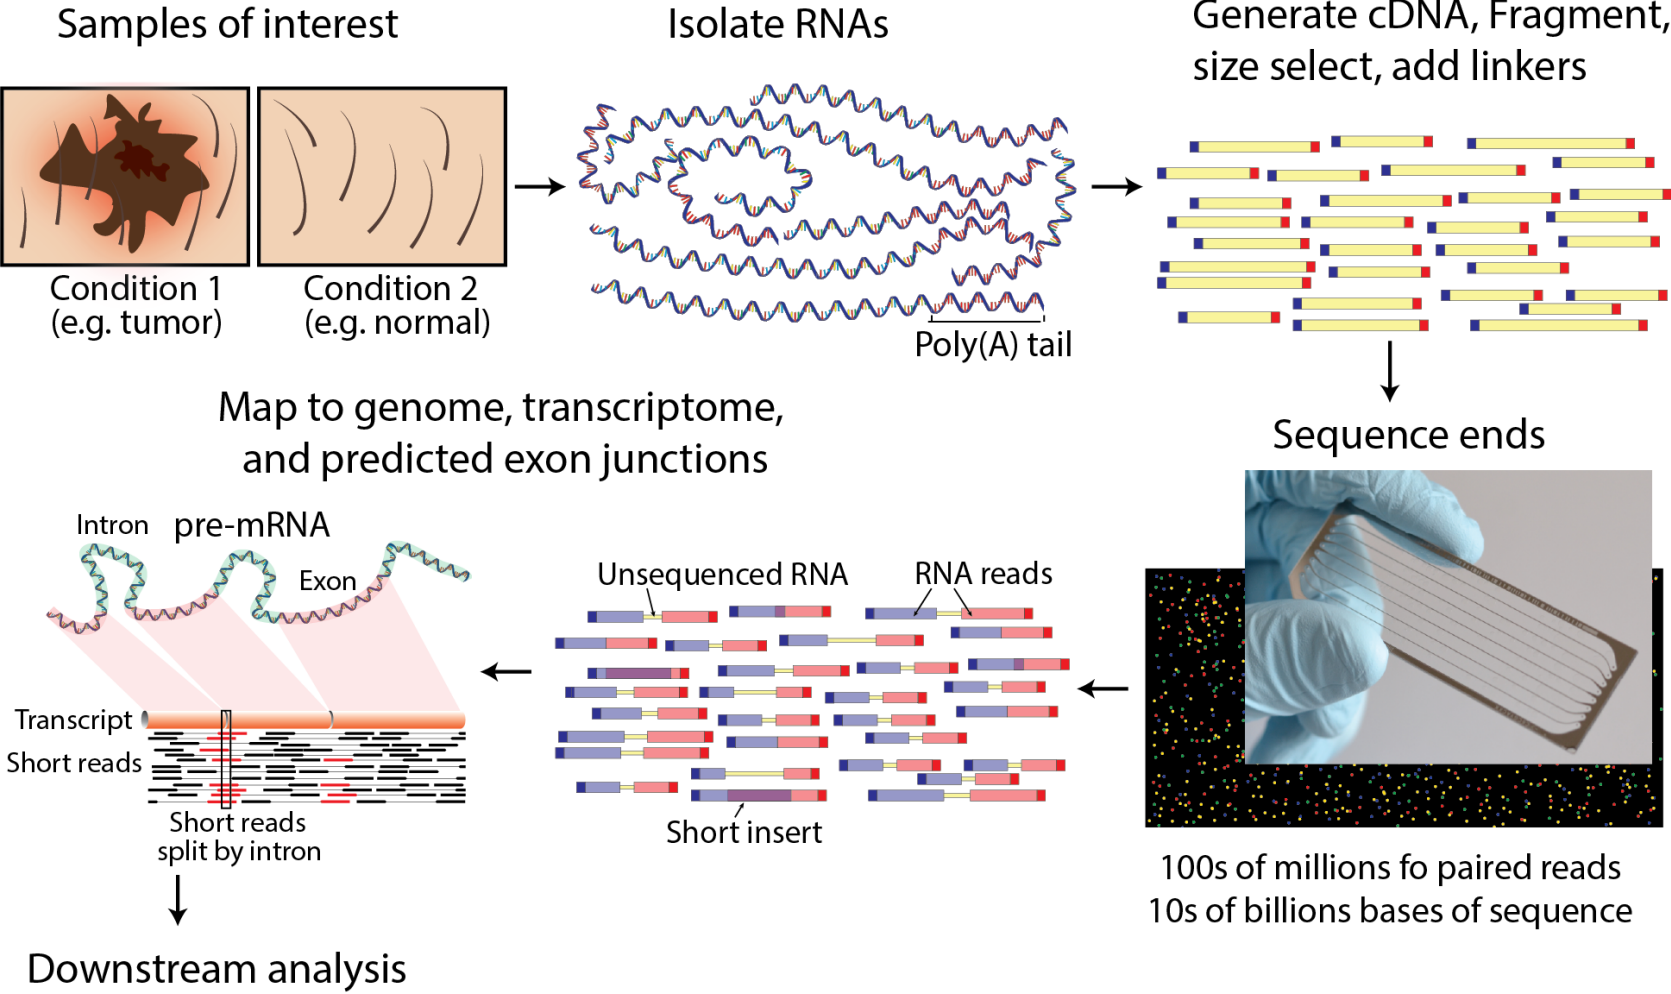 Samples of interest
Condition 1
(e.g. tumor)
Condition 2
(e.g. normal)
Isolate RNAs
Poly(A) tail
Generate cDNA, Fragment,
size select, add linkers
Sequence ends
100s of millions fo paired reads
10s of billions bases of sequence
Unsequenced RNA
RNA reads
Short insert
Map to genome, transcriptome,
and predicted exon junctions
Intron
pre-mRNA
Exon
Transcript
Short reads
Short reads
split by intron
Downstream analysis